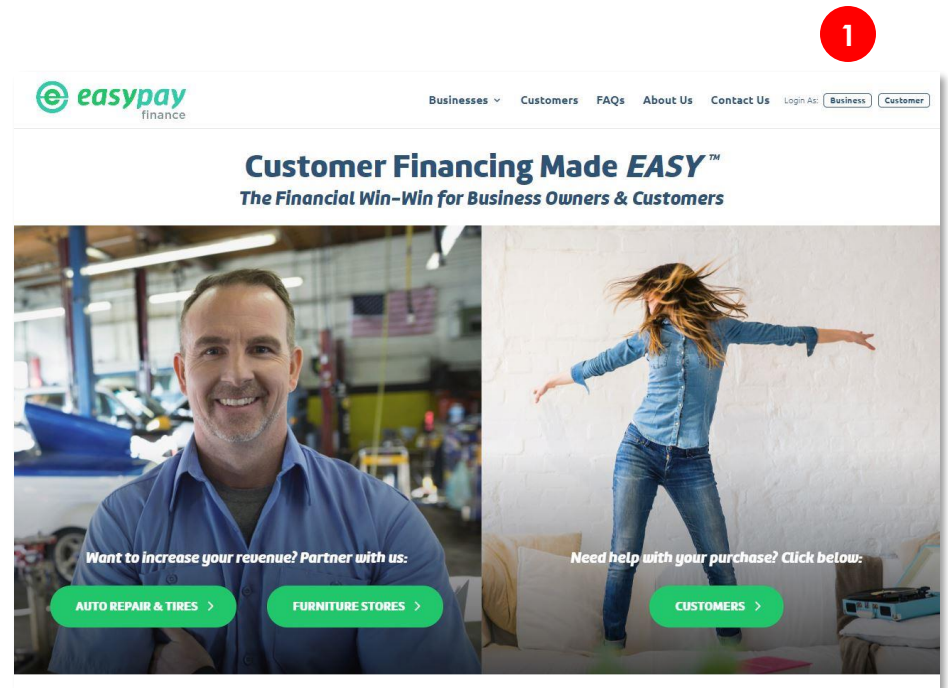 1
easypay
finance
Businesses Customers FAQs About Us Contact Us Login As: Business Customer
Customer Financing Made EASY™
The Financial Win-Win for Business Owners & Customers
Want to increase your revenue? Partner with us:
AUTO REPAIR & TIRES
FURNITURE STORES
Need help with your purchase? Click below:
CUSTOMERS